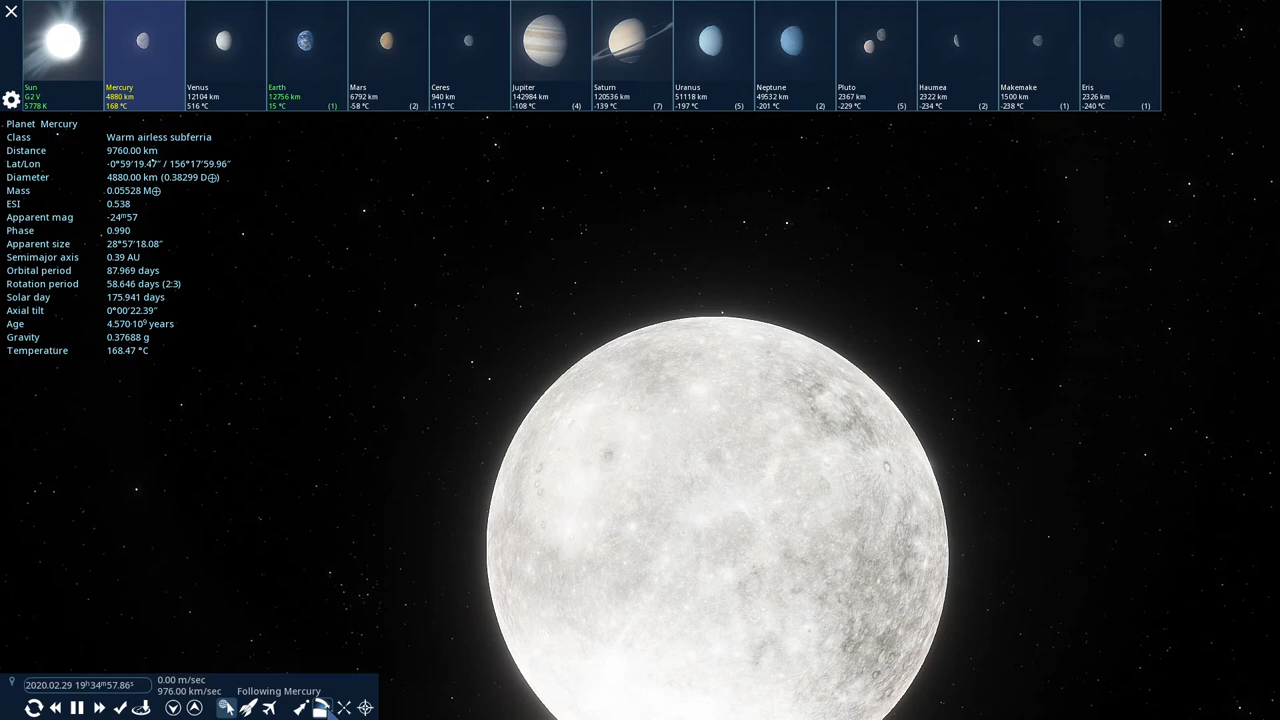 Sun
G2 V
5778 K
Mercury
4880 km
168 °C
Venus
12104 km
516 °C
Earth
12756 km
15 °C (1)
Mars
6792 km
-58 °C (2)
Ceres
940 km
-117 °C
Jupiter
142984 km
-108 °C (4)
Saturn
120536 km
-139 °C (7)
Uranus
51118 km
-197 °C (5)
Neptune
49532 km
-201 °C (2)
Pluto
2367 km
-229 °C (5)
Haumea
2322 km
-234 °C (2)
Makemake
1500 km
-238 °C (1)
Eris
2326 km
-240 °C (1)
Planet Mercury
Class Warm airless subferria
Distance 9760.00 km
Lat/Lon -0°59′19.47″ / 156°17′59.96″
Diameter 4880.00 km (0.38299 D⊕)
Mass 0.05528 M⊕
ESI 0.538
Apparent mag -24ᵐ57
Phase 0.990
Apparent size 28°57′18.08″
Semimajor axis 0.39 AU
Orbital period 87.969 days
Rotation period 58.646 days (2:3)
Solar day 175.941 days
Axial tilt 0°00′22.39″
Age 4.570·10⁹ years
Gravity 0.37688 g
Temperature 168.47 °C
2020.02.29 19ʰ34ᵐ57.86ˢ
0.00 m/sec
976.00 km/sec Following Mercury